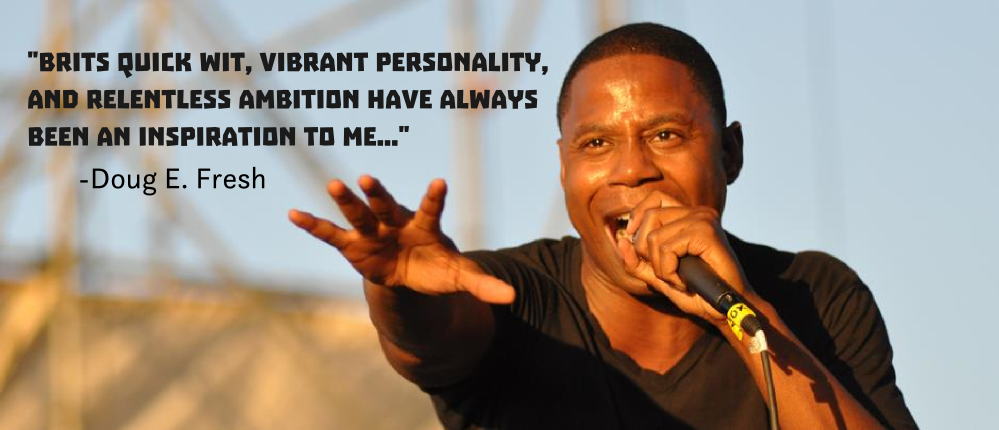 "BRITS QUICK WIT, VIBRANT PERSONALITY,
AND RELENTLESS AMBITION HAVE ALWAYS
BEEN AN INSPIRATION TO ME..."
-Doug E. Fresh